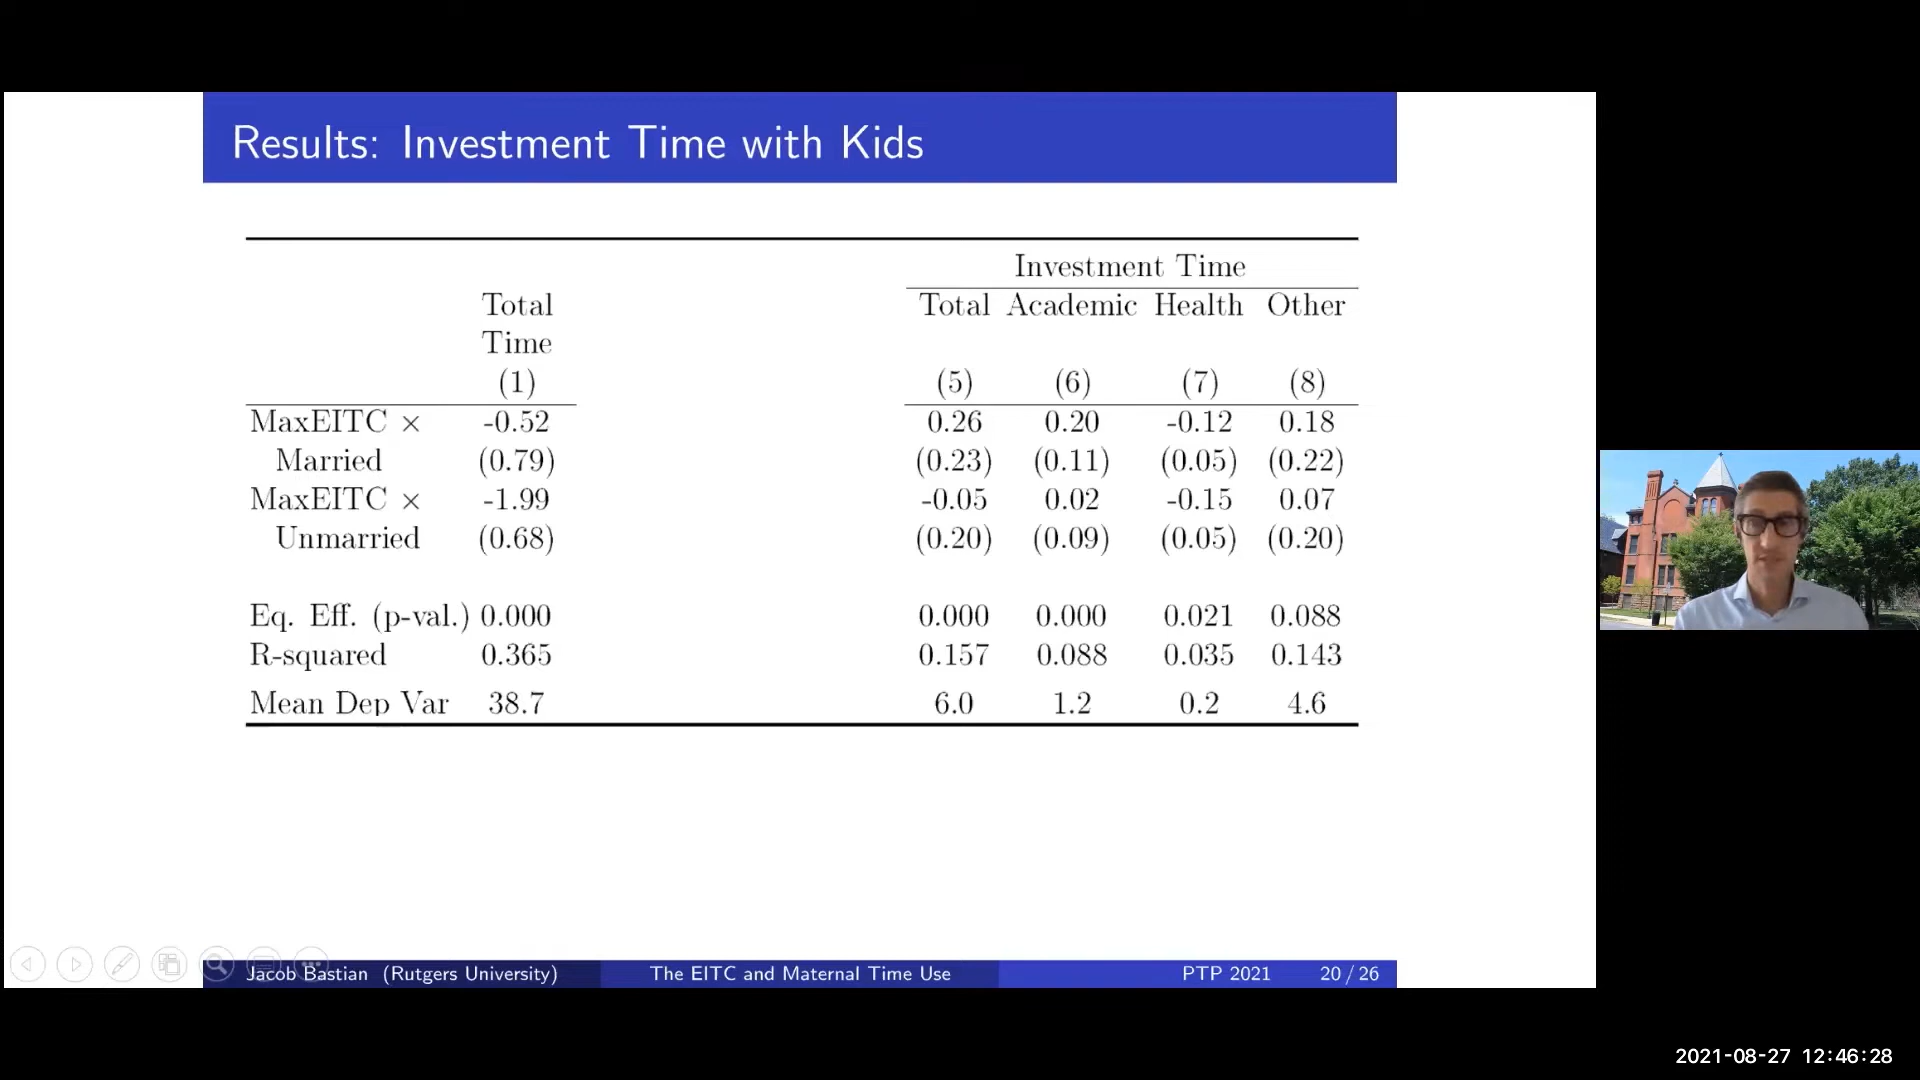 Results: Investment Time with Kids
Investment Time
Total Total Academic Health Other
Time
(1) (5) (6) (7) (8)
MaxEITC × -0.52 0.26 0.20 -0.12 0.18
Married (0.79) (0.23) (0.11) (0.05) (0.22)
MaxEITC × -1.99 -0.05 0.02 -0.15 0.07
Unmarried (0.68) (0.20) (0.09) (0.05) (0.20)
Eq. Eff. (p-val.) 0.000 0.000 0.000 0.021 0.088
R-squared 0.365 0.157 0.088 0.035 0.143
Mean Dep Var 38.7 6.0 1.2 0.2 4.6
Jacob Bastian (Rutgers University) The EITC and Maternal Time Use PTP 2021 20 / 26
2021-08-27 12:46:28